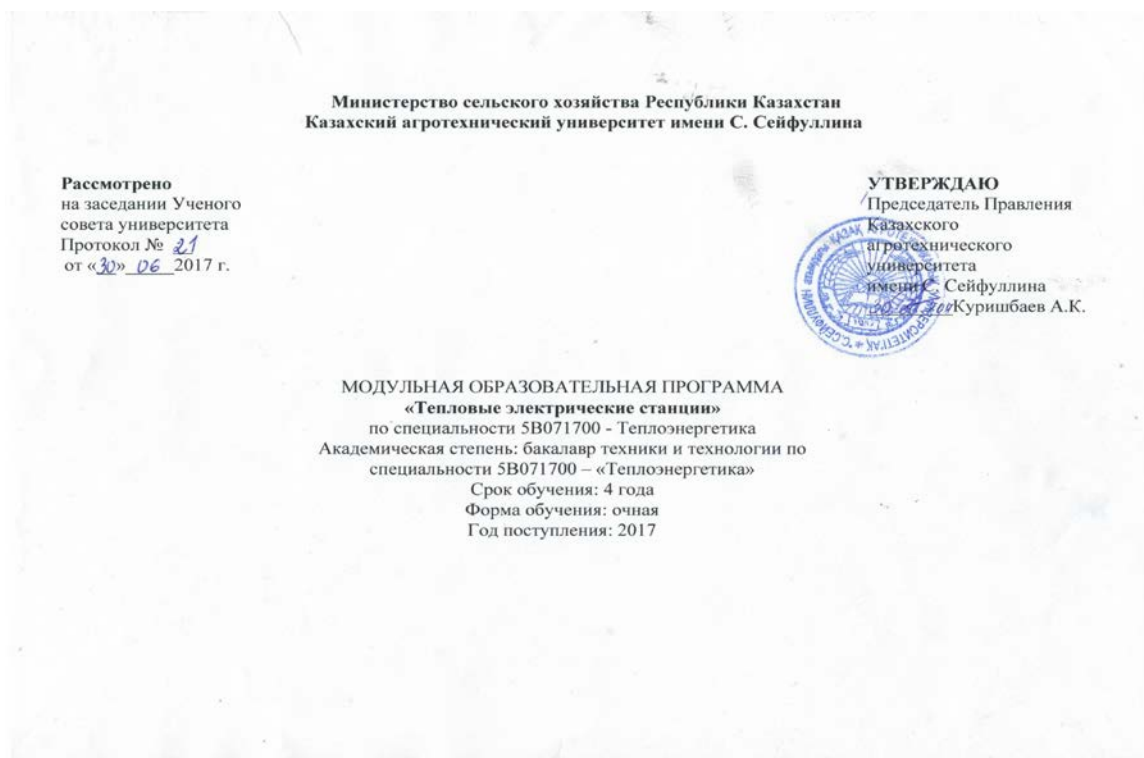 Министерство сельского хозяйства Республики Казахстан
Казахский агротехнический университет имени С. Сейфуллина
Рассмотрено
на заседании Ученого
совета университета
Протокол № 21
от «30» 06 2017 г.
УТВЕРЖДАЮ
Председатель Правления
Казахского
агротехнического
университета
имени С. Сейфуллина
Куришбаев А.К.
МОДУЛЬНАЯ ОБРАЗОВАТЕЛЬНАЯ ПРОГРАММА
«Тепловые электрические станции»
по специальности 5В071700 - Теплоэнергетика
Академическая степень: бакалавр техники и технологии по
специальности 5В071700 – «Теплоэнергетика»
Срок обучения: 4 года
Форма обучения: очная
Год поступления: 2017